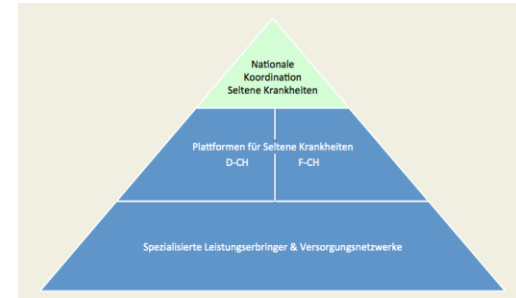 Nationale
Koordination
Seltene Krankheiten
Plattformen für Seltene Krankheiten
D-CH F-CH
Spezialisierte Leistungserbringer & Versorgungsnetzwerke